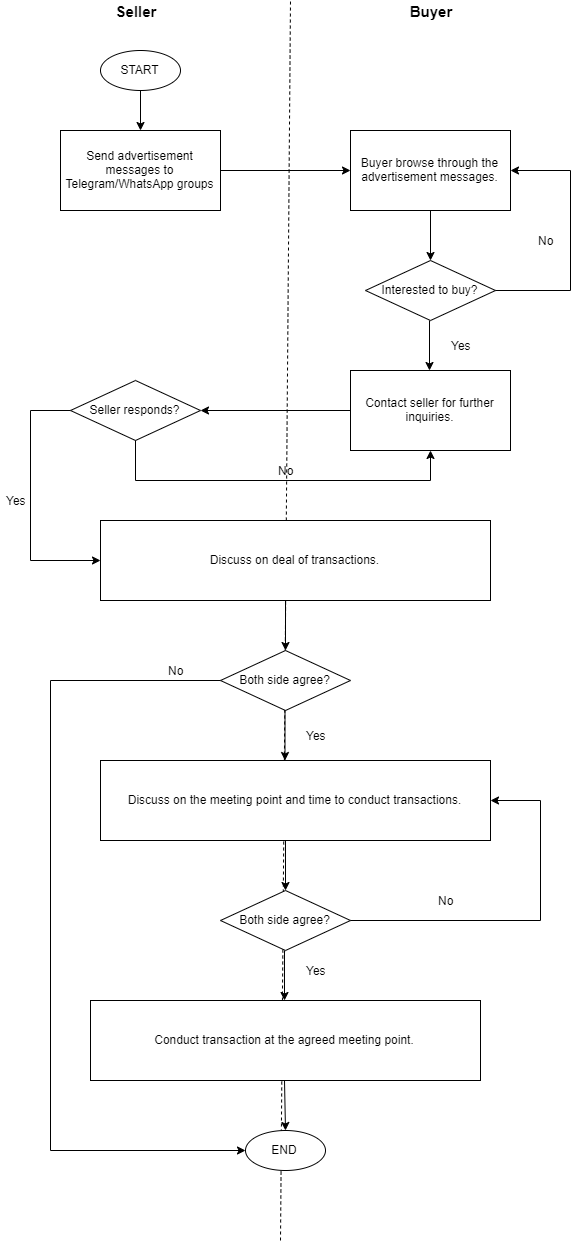 Seller
Buyer
START
Send advertisement
messages to
Telegram/WhatsApp groups
Buyer browse through the
advertisement messages.
No
Interested to buy?
Yes
Seller responds?
Contact seller for further
inquiries.
No
Yes
Discuss on deal of transactions.
No
Both side agree?
Yes
Discuss on the meeting point and time to conduct transactions.
No
Both side agree?
Yes
Conduct transaction at the agreed meeting point.
END